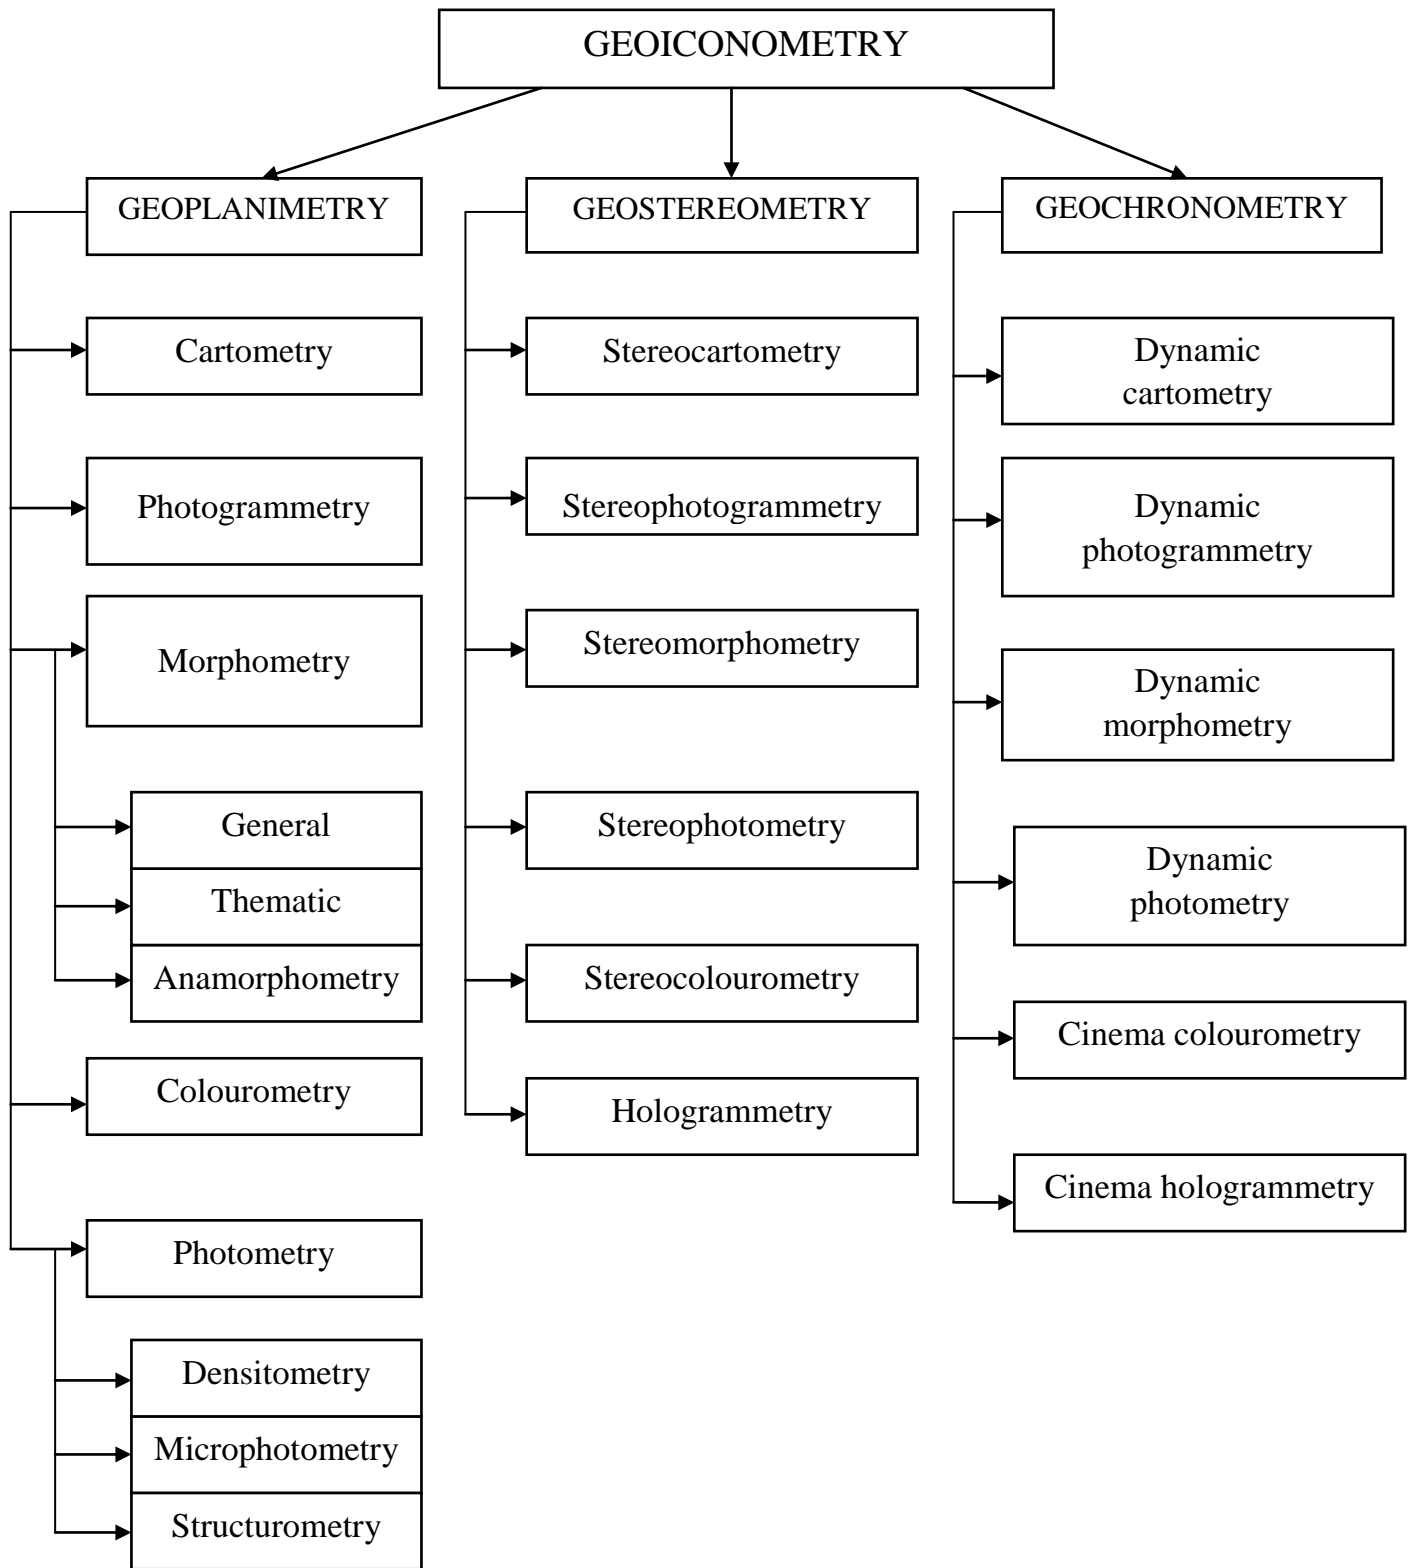 GEOICONOMETRY
GEOPLANIMETRY
Cartometry
Photogrammetry
Morphometry
General
Thematic
Anamorphometry
Colourometry
Photometry
Densitometry
Microphotometry
Structurometry
GEOSTEREOMETRY
Stereocartometry
Stereophotogrammetry
Stereomorphometry
Stereophotometry
Stereocolourometry
Hologrammetry
GEOCHRONOMETRY
Dynamic
cartometry
Dynamic
photogrammetry
Dynamic
morphometry
Dynamic
photometry
Cinema colourometry
Cinema hologrammetry